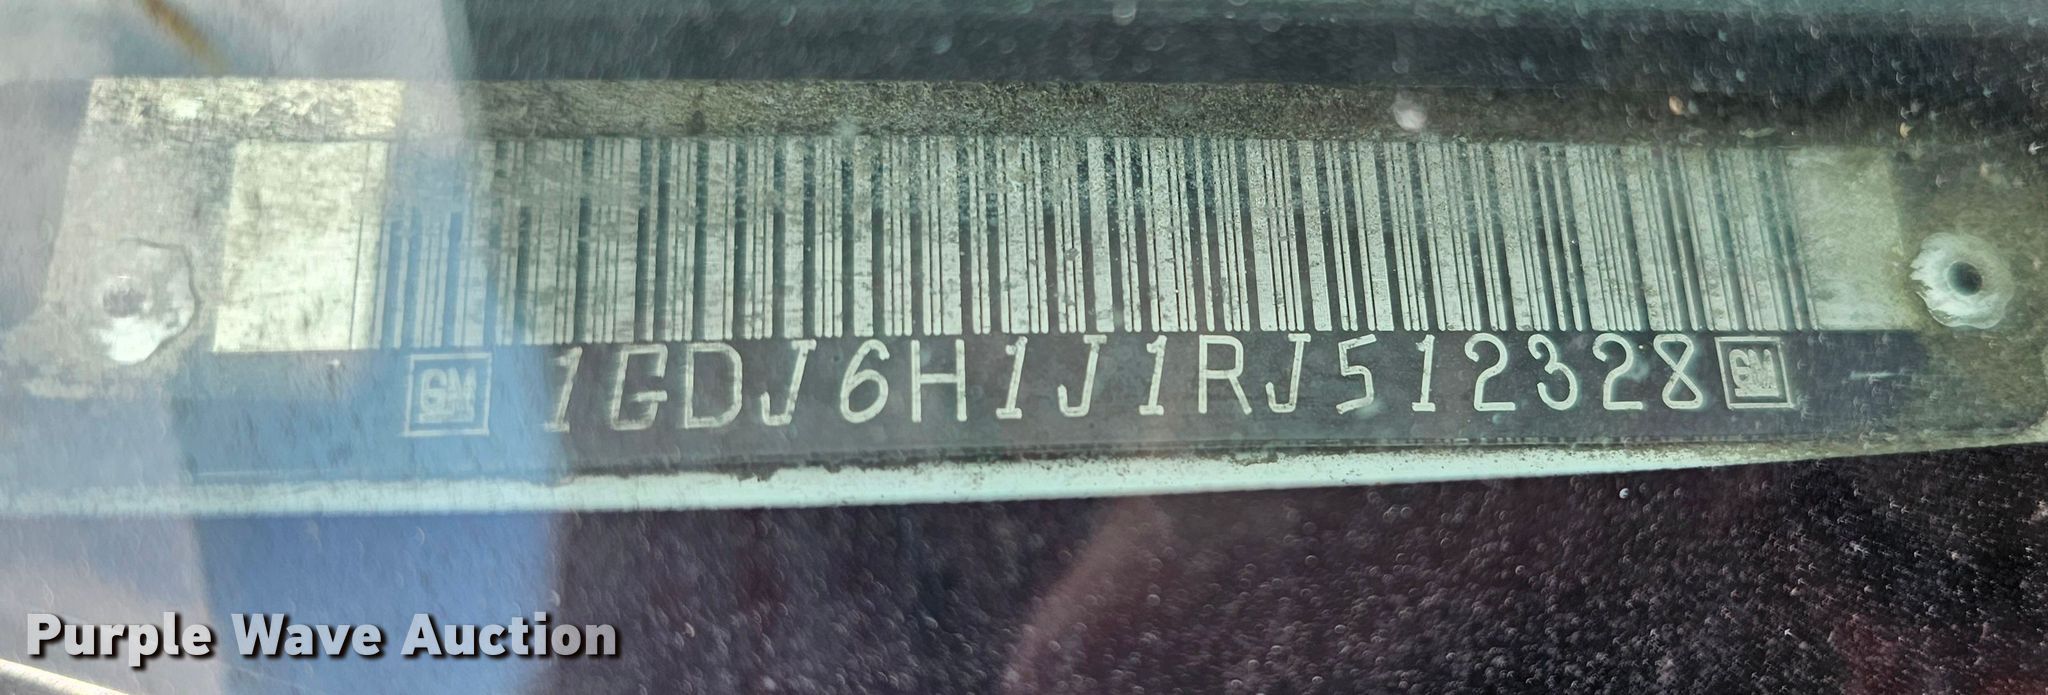 GM 1GDJ6H1J1RJ512328 GM
Purple Wave Auction